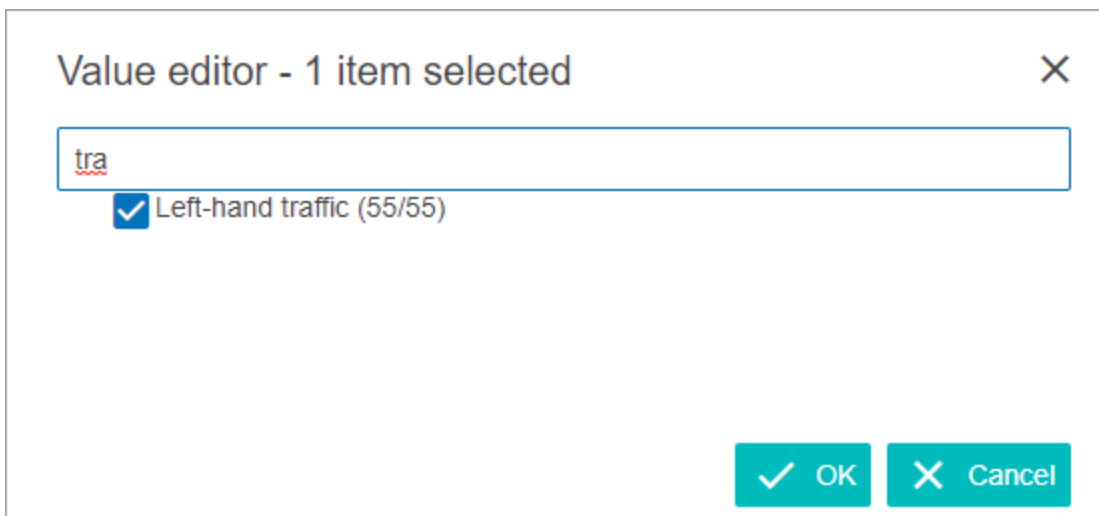 Value editor - 1 item selected
tra
Left-hand traffic (55/55)
OK Cancel